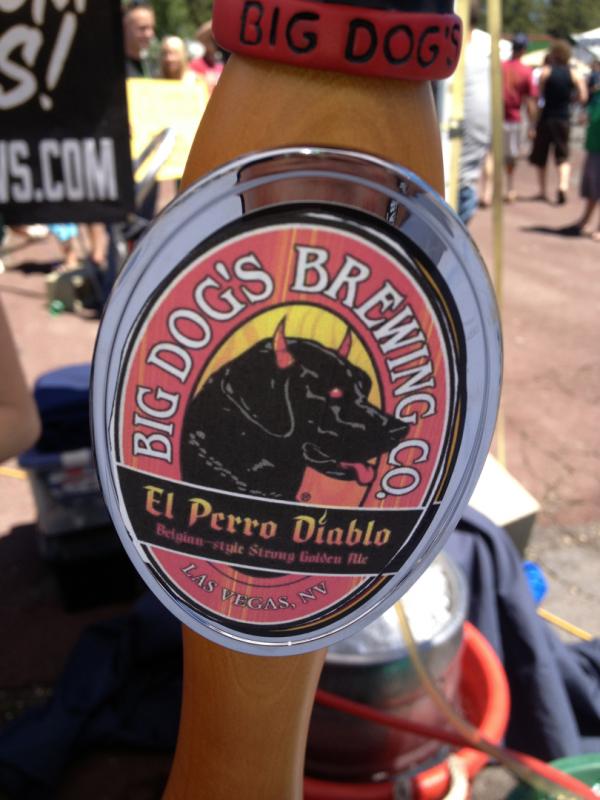 BIG DOG'S
S!
WS.COM
BIG DOG'S BREWING CO.
®
El Perro Diablo
Belgian-style Strong Golden Ale
LAS VEGAS, NV